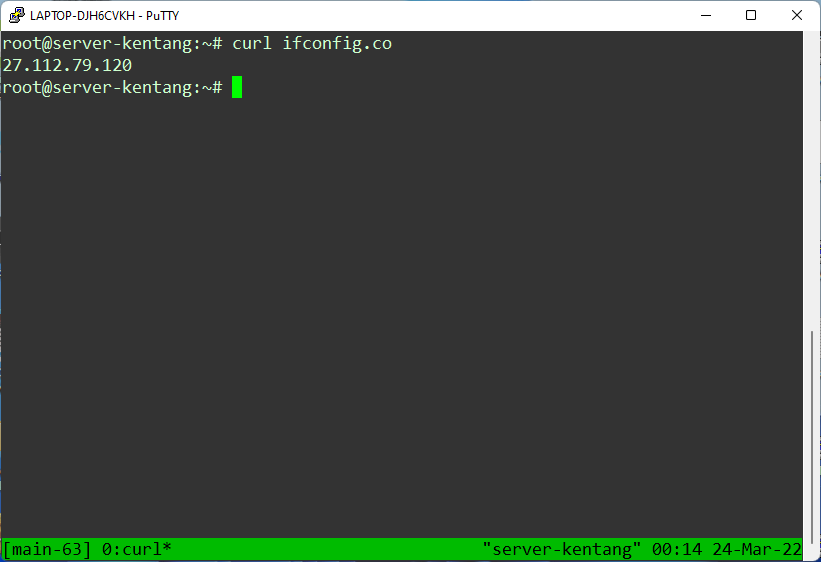 LAPTOP-DJH6CVKH - PuTTY
root@server-kentang:~# curl ifconfig.co
27.112.79.120
root@server-kentang:~#
[main-63] 0:curl* "server-kentang" 00:14 24-Mar-22